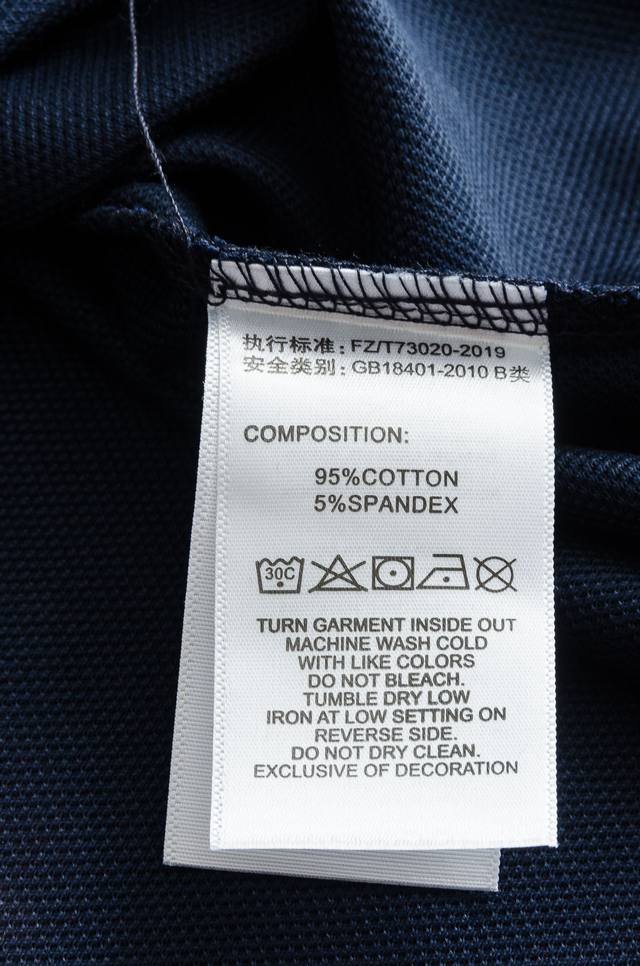 执行标准: FZ/T73020-2019
安全类别: GB18401-2010 B类
COMPOSITION:
95%COTTON
5%SPANDEX
30C
TURN GARMENT INSIDE OUT
MACHINE WASH COLD
WITH LIKE COLORS
DO NOT BLEACH.
TUMBLE DRY LOW
IRON AT LOW SETTING ON
REVERSE SIDE.
DO NOT DRY CLEAN.
EXCLUSIVE OF DECORATION